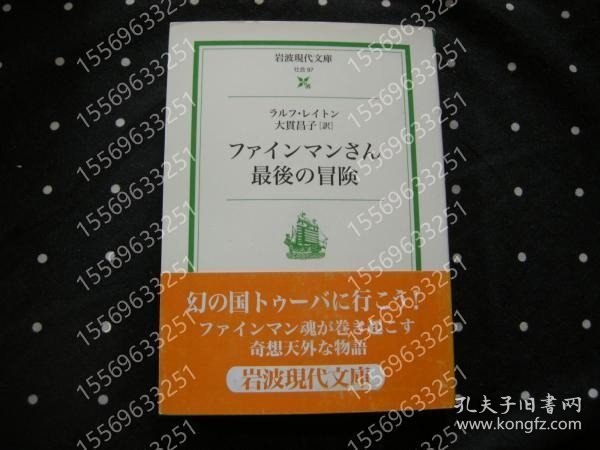 岩波現代文庫
社会 97
ラルフ・レイトン
大貫昌子[訳]
ファインマンさん
最後の冒険
幻の国トゥーバに行こう!
ファインマン魂が巻き起こす
奇想天外な物語
岩波現代文庫
15569633251
孔夫子旧书网
www.kongfz.com